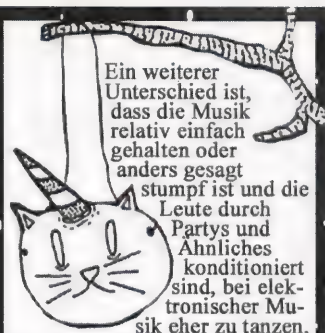 Ein weiterer
Unterschied ist,
dass die Musik
relativ einfach
gehalten oder
anders gesagt
stumpf ist und die
Leute durch
Partys und
Ähnliches
konditioniert
sind, bei elek-
tronischer Mu-
sik eher zu tanzen.